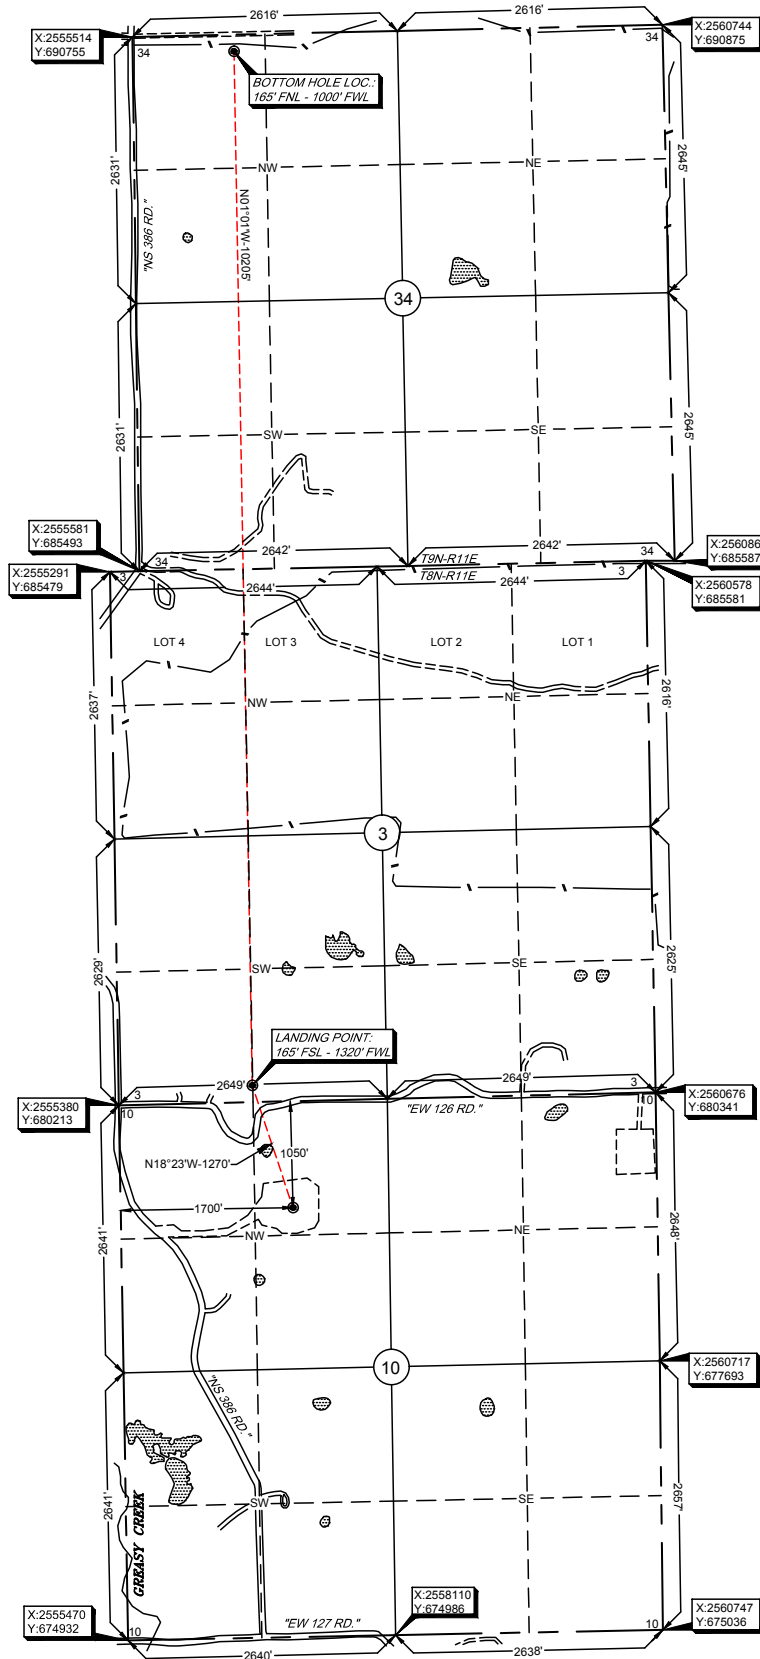 2616'
2616'
X:2555514
Y:690755
X:2560744
Y:690875
34
34
BOTTOM HOLE LOC.:
165' FNL - 1000' FWL
2631'
2645'
NW
NE
"NS 386 RD."
N01°01'W-10205'
34
2631'
2645'
SW
SE
X:2555581
Y:685493
X:2555291
Y:685479
34
2642'
2642'
34
T9N-R11E
T8N-R11E
X:256086
Y:685587
X:2560578
Y:685581
3
2644'
2644'
3
LOT 4
LOT 3
LOT 2
LOT 1
2637'
2616'
NW
NE
3
2629'
2625'
SW
SE
LANDING POINT:
165' FSL - 1320' FWL
2649'
2649'
3
3
X:2555380
Y:680213
X:2560676
Y:680341
10
10
"EW 126 RD."
N18°23'W-1270'
1050'
1700'
2641'
2648'
NW
NE
10
X:2560717
Y:677693
"NS 386 RD."
2641'
2657'
GREASY CREEK
SW
SE
X:2555470
Y:674932
X:2558110
Y:674986
X:2560747
Y:675036
10
10
"EW 127 RD."
2640'
2638'